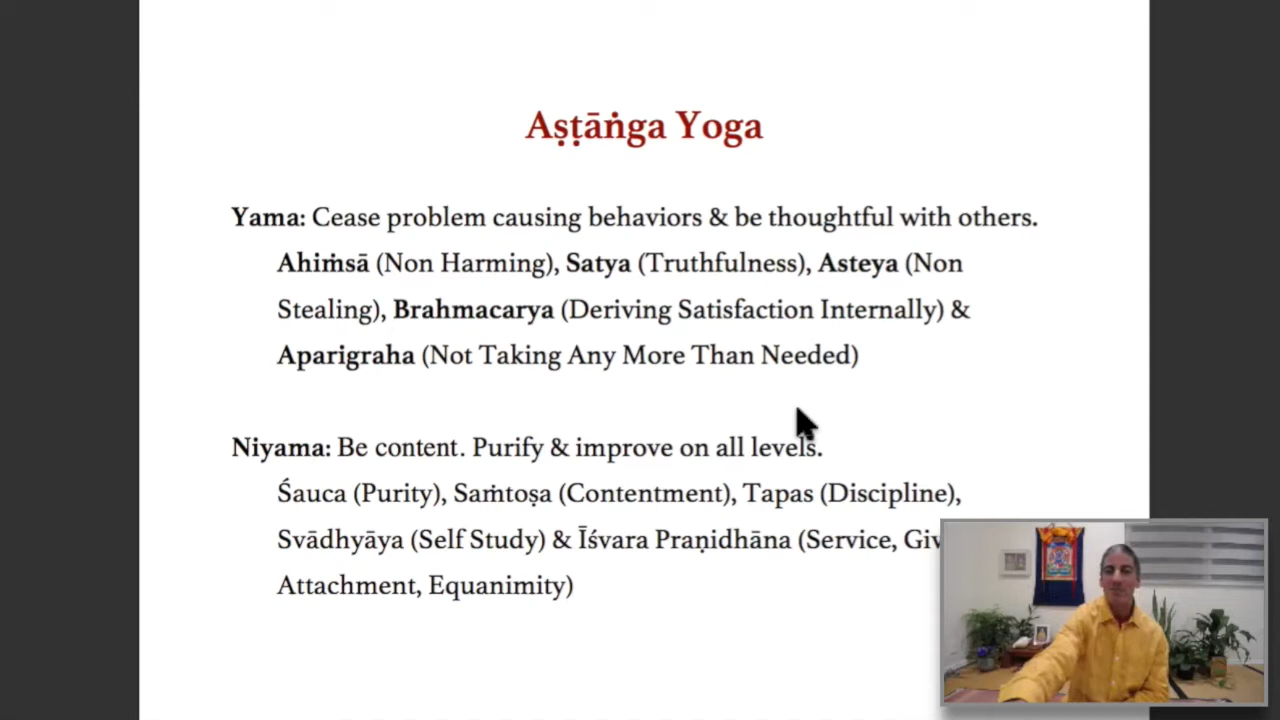 Aṣṭāṅga Yoga
Yama: Cease problem causing behaviors & be thoughtful with others.
Ahiṁsā (Non Harming), Satya (Truthfulness), Asteya (Non
Stealing), Brahmacarya (Deriving Satisfaction Internally) &
Aparigraha (Not Taking Any More Than Needed)
Niyama: Be content. Purify & improve on all levels.
Śauca (Purity), Saṁtoṣa (Contentment), Tapas (Discipline),
Svādhyāya (Self Study) & Īśvara Praṇidhāna (Service,
Attachment, Equanimity)